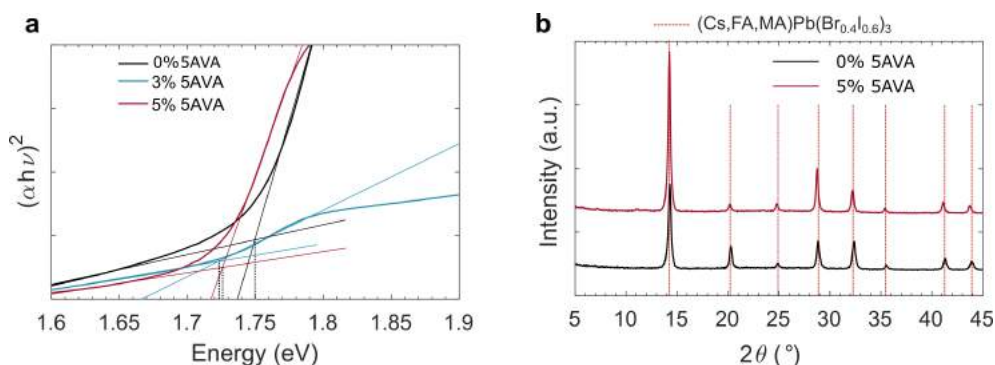 a
0% 5AVA
3% 5AVA
5% 5AVA
(αhν)²
1.6 1.65 1.7 1.75 1.8 1.85 1.9
Energy (eV)
b
(Cs,FA,MA)Pb(Br₀.₄I₀.₆)₃
0% 5AVA
5% 5AVA
Intensity (a.u.)
5 10 15 20 25 30 35 40 45
2θ (°)